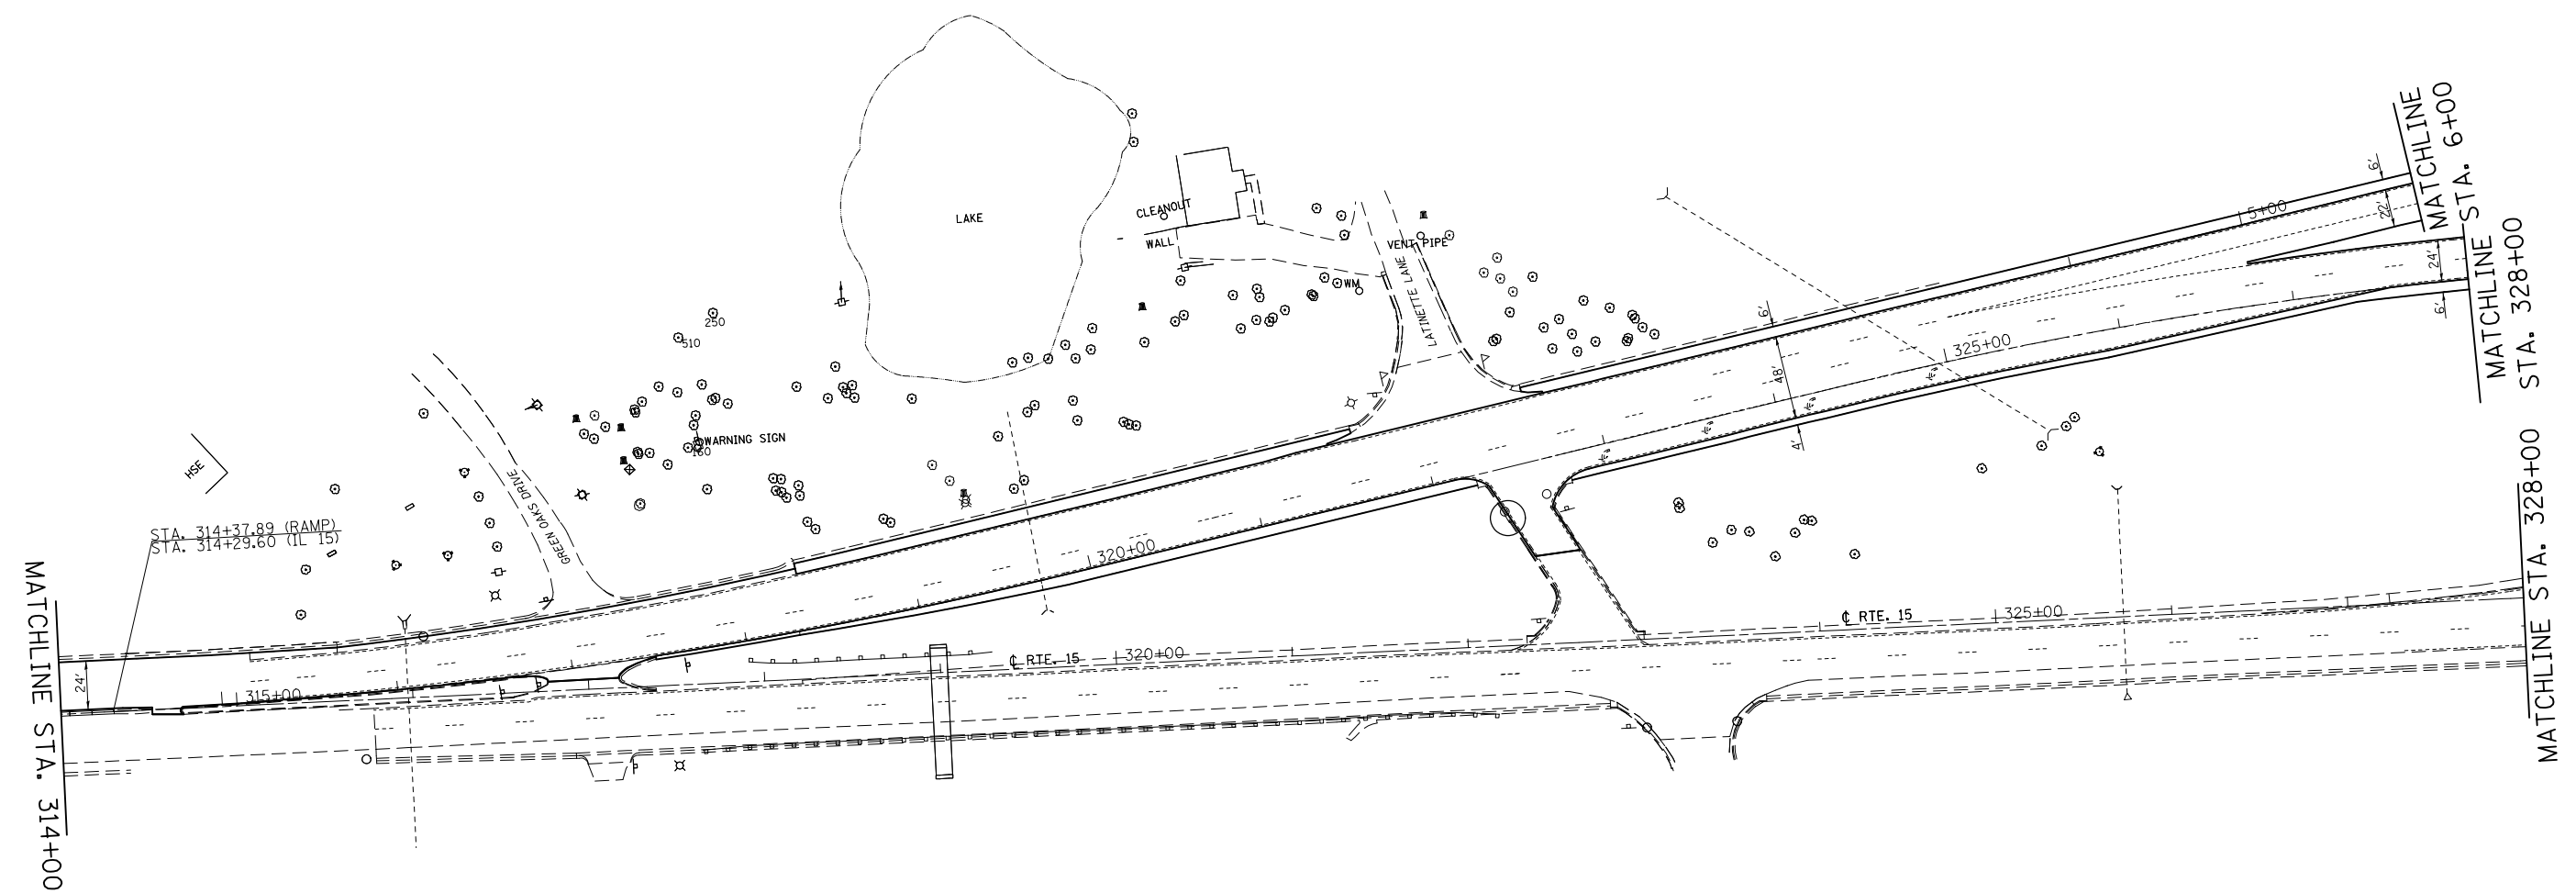 LAKE
CLEANOUT
WALL
VENT PIPE
WM
LATINETTE LANE
250
510
WARNING SIGN
160
HSE
GREEN OAKS DRIVE
STA. 314+37.89 (RAMP)
STA. 314+29.60 (IL 15)
MATCHLINE STA. 314+00
24'
315+00
320+00
℄ RTE. 15
320+00
6'
48'
4'
325+00
℄ RTE. 15
325+00
5+00
6'
22'
24'
6'
MATCHLINE
STA. 6+00
MATCHLINE
STA. 328+00
MATCHLINE STA. 328+00